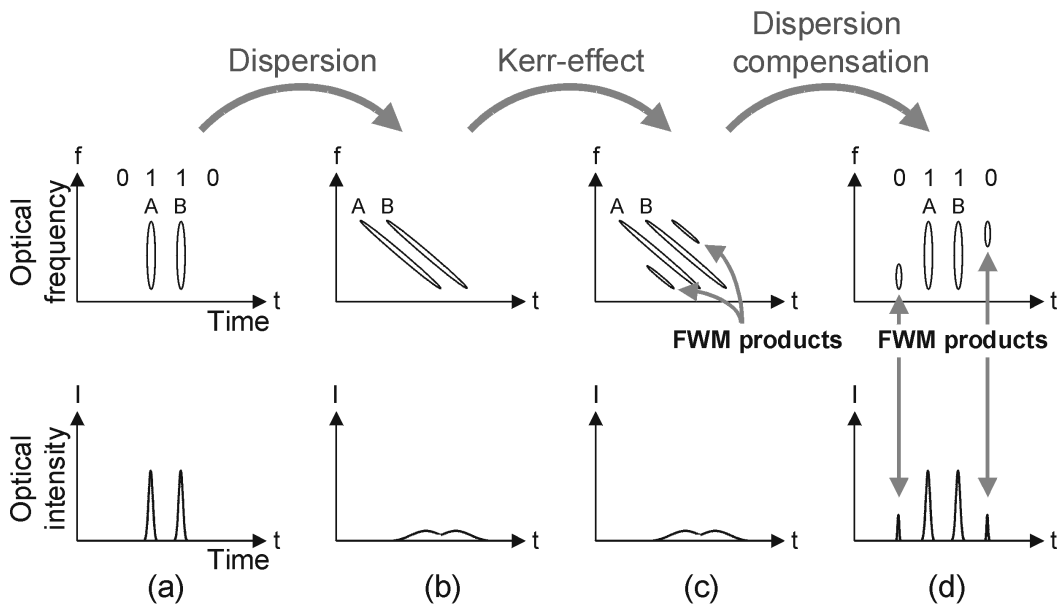 Dispersion
Kerr-effect
Dispersion
compensation
f
0 1 1 0
A B
Optical
frequency
t
Time
f
A B
t
f
A B
t
FWM products
f
0 1 1 0
A B
t
FWM products
I
Optical
intensity
t
Time
I
t
I
t
I
t
(a)
(b)
(c)
(d)